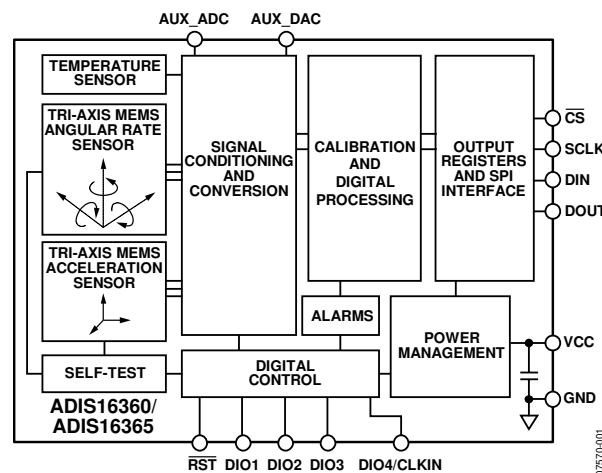 AUX_ADC AUX_DAC
TEMPERATURE
SENSOR
TRI-AXIS MEMS
ANGULAR RATE
SENSOR
TRI-AXIS MEMS
ACCELERATION
SENSOR
SELF-TEST
SIGNAL
CONDITIONING
AND
CONVERSION
CALIBRATION
AND
DIGITAL
PROCESSING
OUTPUT
REGISTERS
AND SPI
INTERFACE
CS
SCLK
DIN
DOUT
ALARMS
POWER
MANAGEMENT
VCC
GND
DIGITAL
CONTROL
ADIS16360/
ADIS16365
RST DIO1 DIO2 DIO3 DIO4/CLKIN
07570-001